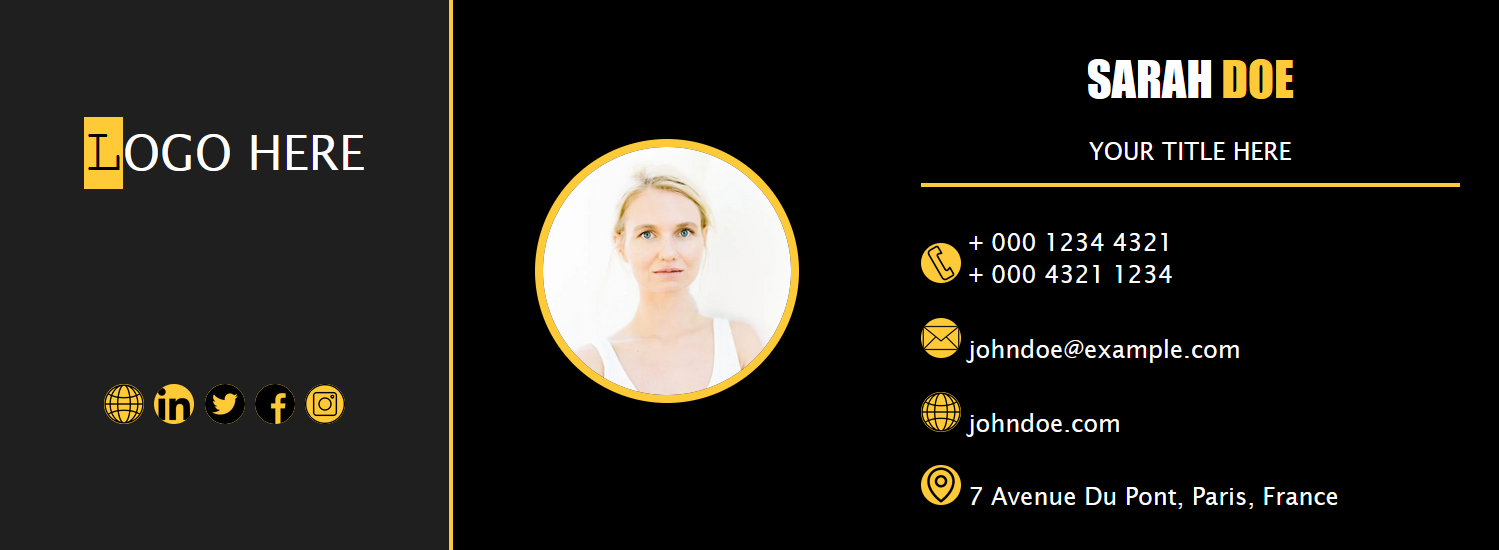 LOGO HERE
SARAH DOE
YOUR TITLE HERE
+ 000 1234 4321
+ 000 4321 1234
johndoe@example.com
johndoe.com
7 Avenue Du Pont, Paris, France